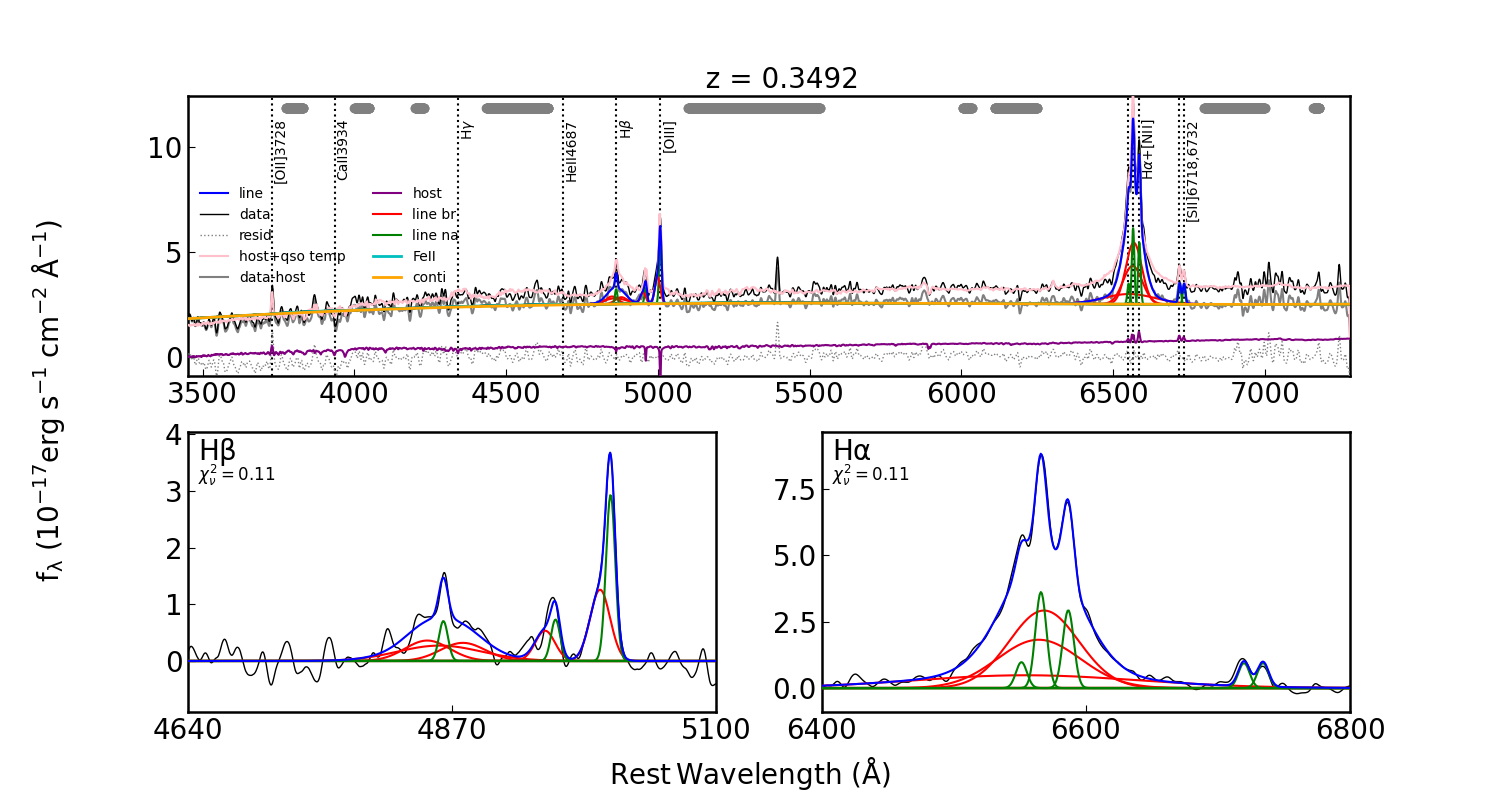 z = 0.3492
10
5
0
[OII]3728
CaII3934
Hγ
HeII4687
Hβ
[OIII]
Hα+[NII]
[SII]6718,6732
line
data
resid
host+qso temp
data-host
host
line br
line na
FeII
conti
3500 4000 4500 5000 5500 6000 6500 7000
f_λ (10⁻¹⁷erg s⁻¹ cm⁻² Å⁻¹)
Hβ
χ²_ν = 0.11
4
3
2
1
0
4640 4870 5100
Hα
χ²_ν = 0.11
7.5
5.0
2.5
0.0
6400 6600 6800
Rest Wavelength (Å)